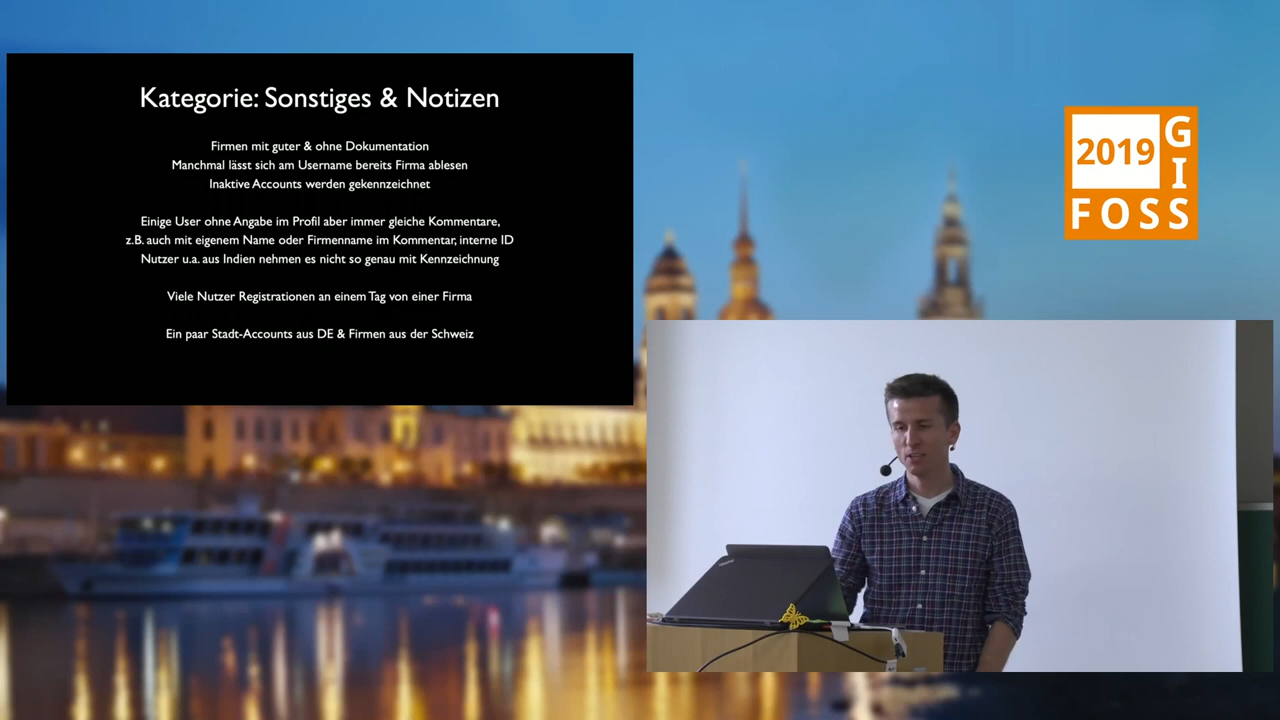 Kategorie: Sonstiges & Notizen
Firmen mit guter & ohne Dokumentation
Manchmal lässt sich am Username bereits Firma ablesen
Inaktive Accounts werden gekennzeichnet
Einige User ohne Angabe im Profil aber immer gleiche Kommentare,
z.B. auch mit eigenem Name oder Firmenname im Kommentar, interne ID
Nutzer u.a. aus Indien nehmen es nicht so genau mit Kennzeichnung
Viele Nutzer Registrationen an einem Tag von einer Firma
Ein paar Stadt-Accounts aus DE & Firmen aus der Schweiz
2019
G
I
FOSS